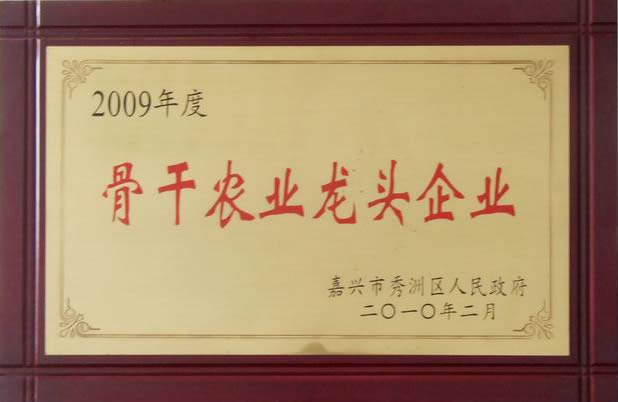 2009年度
骨干农业龙头企业
嘉兴市秀洲区人民政府
二〇一〇年二月